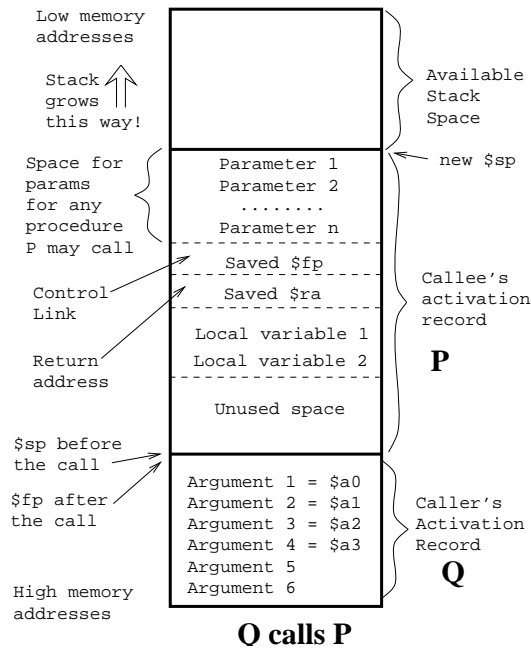 Low memory
addresses
Stack
grows
this way!
Available
Stack
Space
new $sp
Space for
params
for any
procedure
P may call
Parameter 1
Parameter 2
........
Parameter n
Saved $fp
Saved $ra
Control
Link
Return
address
Local variable 1
Local variable 2
Unused space
Callee's
activation
record
P
$sp before
the call
$fp after
the call
Argument 1 = $a0
Argument 2 = $a1
Argument 3 = $a2
Argument 4 = $a3
Argument 5
Argument 6
Caller's
Activation
Record
Q
High memory
addresses
Q calls P